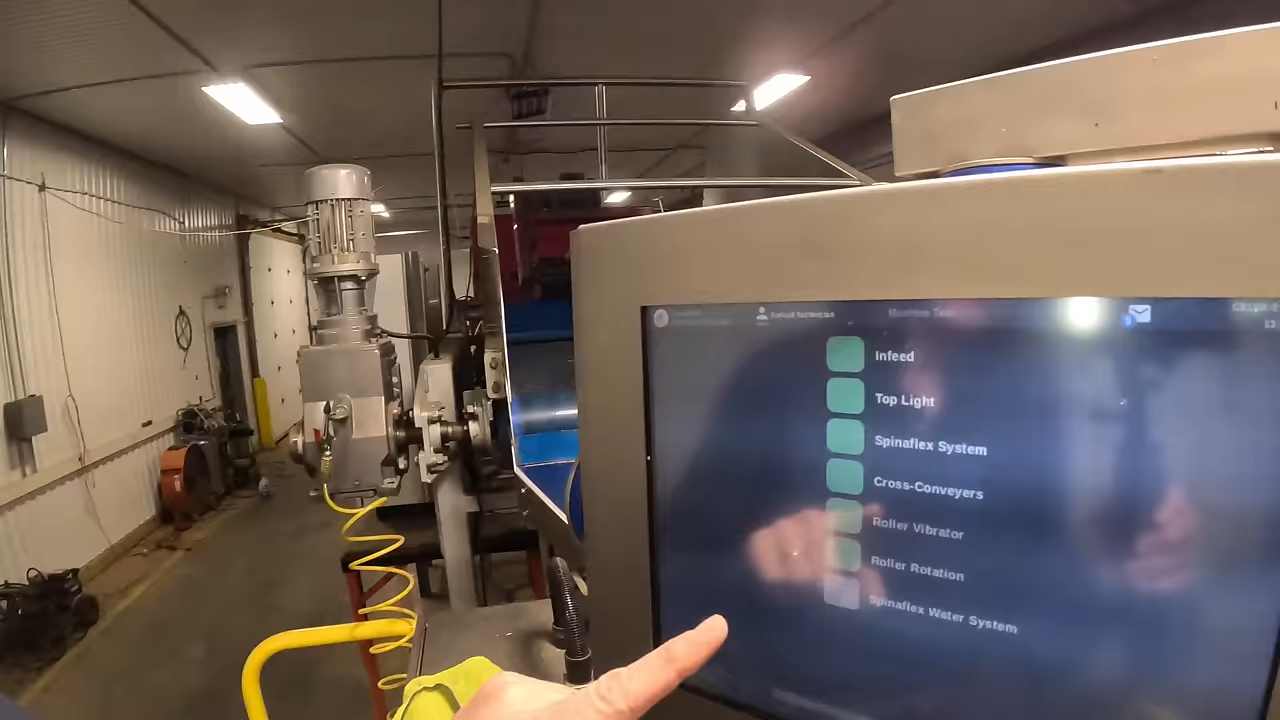 Infeed
Top Light
Spinaflex System
Cross-Conveyers
Roller Vibrator
Roller Rotation
Spinaflex Water System